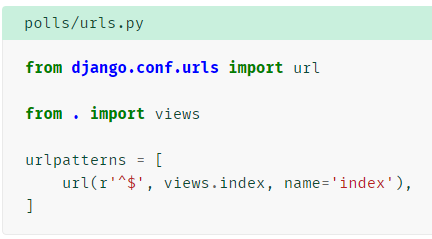 polls/urls.py
from django.conf.urls import url
from . import views
urlpatterns = [
    url(r'^$', views.index, name='index'),
]